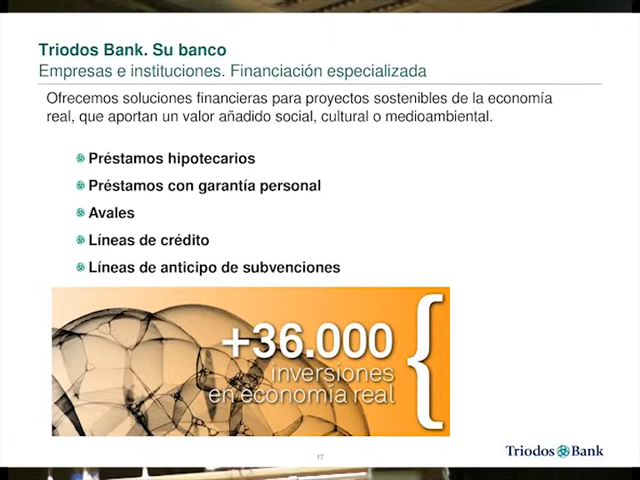 Triodos Bank. Su banco
Empresas e instituciones. Financiación especializada
Ofrecemos soluciones financieras para proyectos sostenibles de la economía
real, que aportan un valor añadido social, cultural o medioambiental.
Préstamos hipotecarios
Préstamos con garantía personal
Avales
Líneas de crédito
Líneas de anticipo de subvenciones
+36.000
inversiones
en economía real
17
Triodos Bank